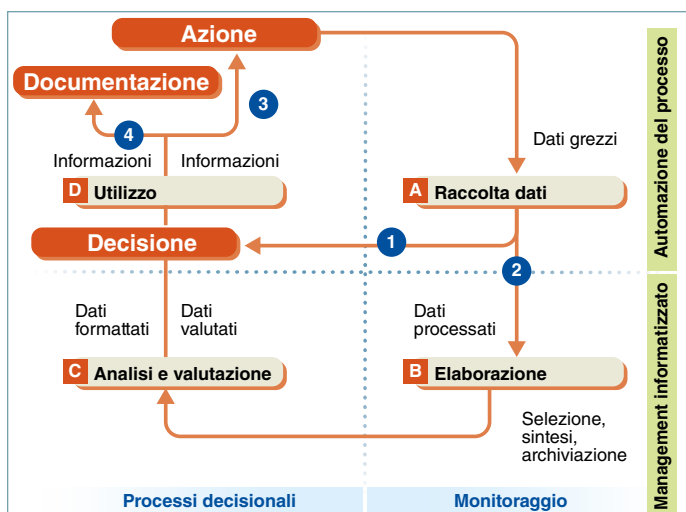 Azione
Documentazione
3
4
Informazioni
Informazioni
Dati grezzi
D Utilizzo
A Raccolta dati
Decisione
1
2
Dati
formattati
Dati
valutati
Dati
processati
C Analisi e valutazione
B Elaborazione
Selezione,
sintesi,
archiviazione
Processi decisionali
Monitoraggio
Automazione del processo
Management informatizzato